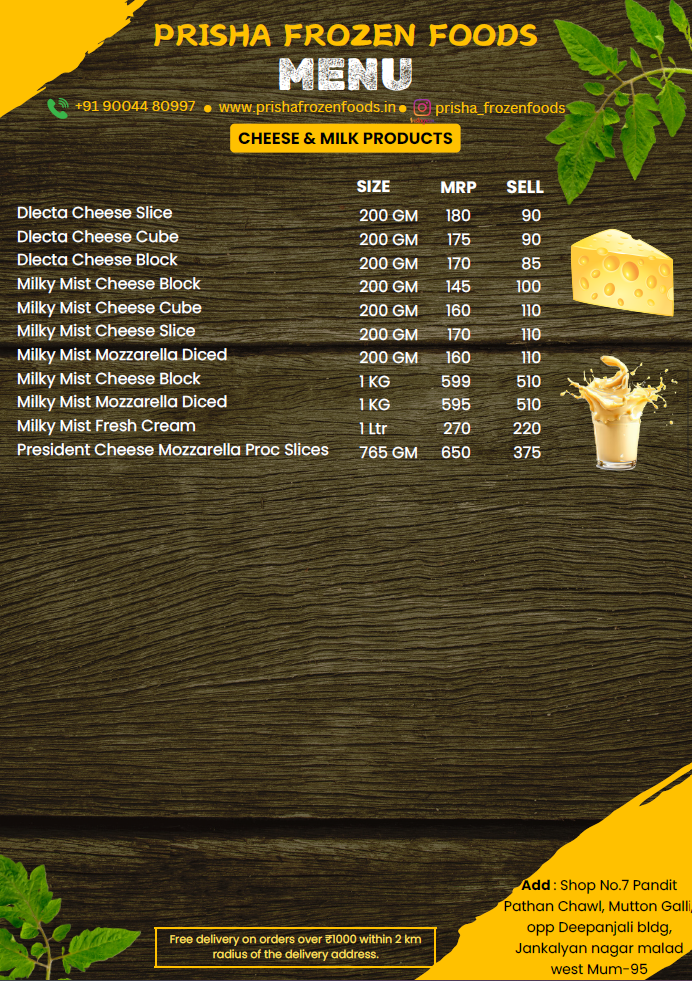 PRISHA FROZEN FOODS
MENU
+91 90044 80997 ● www.prishafrozenfoods.in ● prisha_frozenfoods
CHEESE & MILK PRODUCTS
SIZE MRP SELL
Dlecta Cheese Slice 200 GM 180 90
Dlecta Cheese Cube 200 GM 175 90
Dlecta Cheese Block 200 GM 170 85
Milky Mist Cheese Block 200 GM 145 100
Milky Mist Cheese Cube 200 GM 160 110
Milky Mist Cheese Slice 200 GM 170 110
Milky Mist Mozzarella Diced 200 GM 160 110
Milky Mist Cheese Block 1 KG 599 510
Milky Mist Mozzarella Diced 1 KG 595 510
Milky Mist Fresh Cream 1 Ltr 270 220
President Cheese Mozzarella Proc Slices 765 GM 650 375
Add : Shop No.7 Pandit
Pathan Chawl, Mutton Galli,
opp Deepanjali bldg,
Jankalyan nagar malad
west Mum-95
Free delivery on orders over ₹1000 within 2 km
radius of the delivery address.